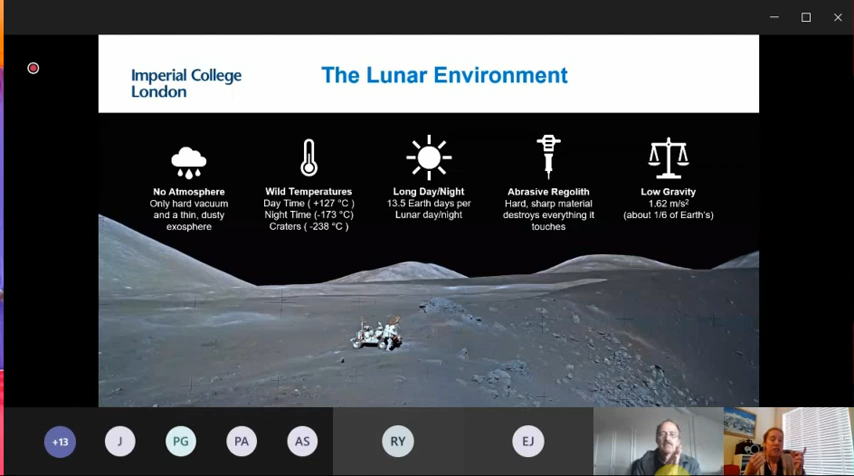 Imperial College
London
The Lunar Environment
No Atmosphere
Only hard vacuum
and a thin, dusty
exosphere
Wild Temperatures
Day Time ( +127 °C )
Night Time (-173 °C)
Craters ( -238 °C )
Long Day/Night
13.5 Earth days per
Lunar day/night
Abrasive Regolith
Hard, sharp material
destroys everything it
touches
Low Gravity
1.62 m/s²
(about 1/6 of Earth's)
+13
J
PG
PA
AS
RY
EJ